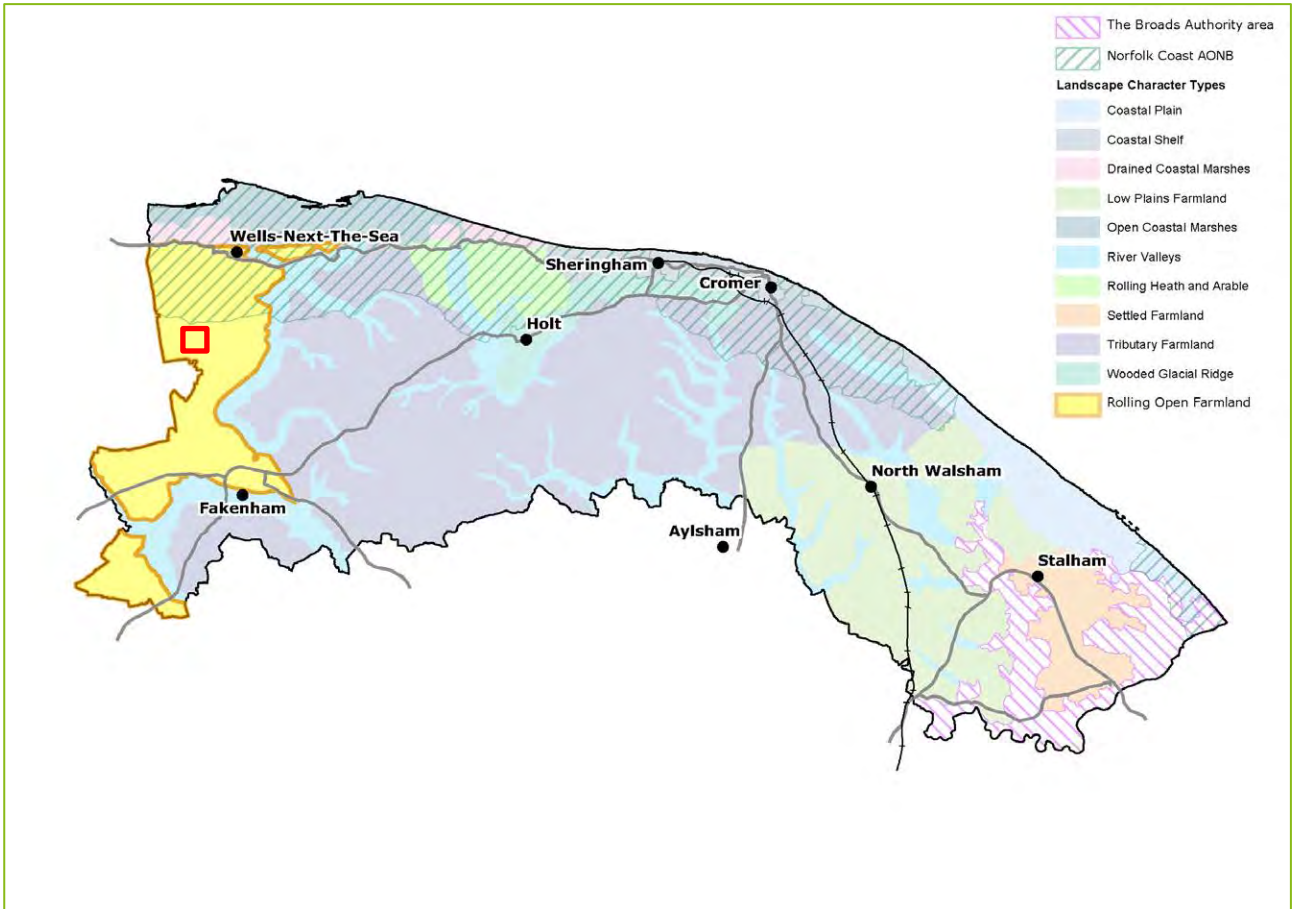 The Broads Authority area
Norfolk Coast AONB
Landscape Character Types
Coastal Plain
Coastal Shelf
Drained Coastal Marshes
Low Plains Farmland
Open Coastal Marshes
River Valleys
Rolling Heath and Arable
Settled Farmland
Tributary Farmland
Wooded Glacial Ridge
Rolling Open Farmland
Wells-Next-The-Sea
Sheringham
Cromer
Holt
North Walsham
Fakenham
Aylsham
Stalham